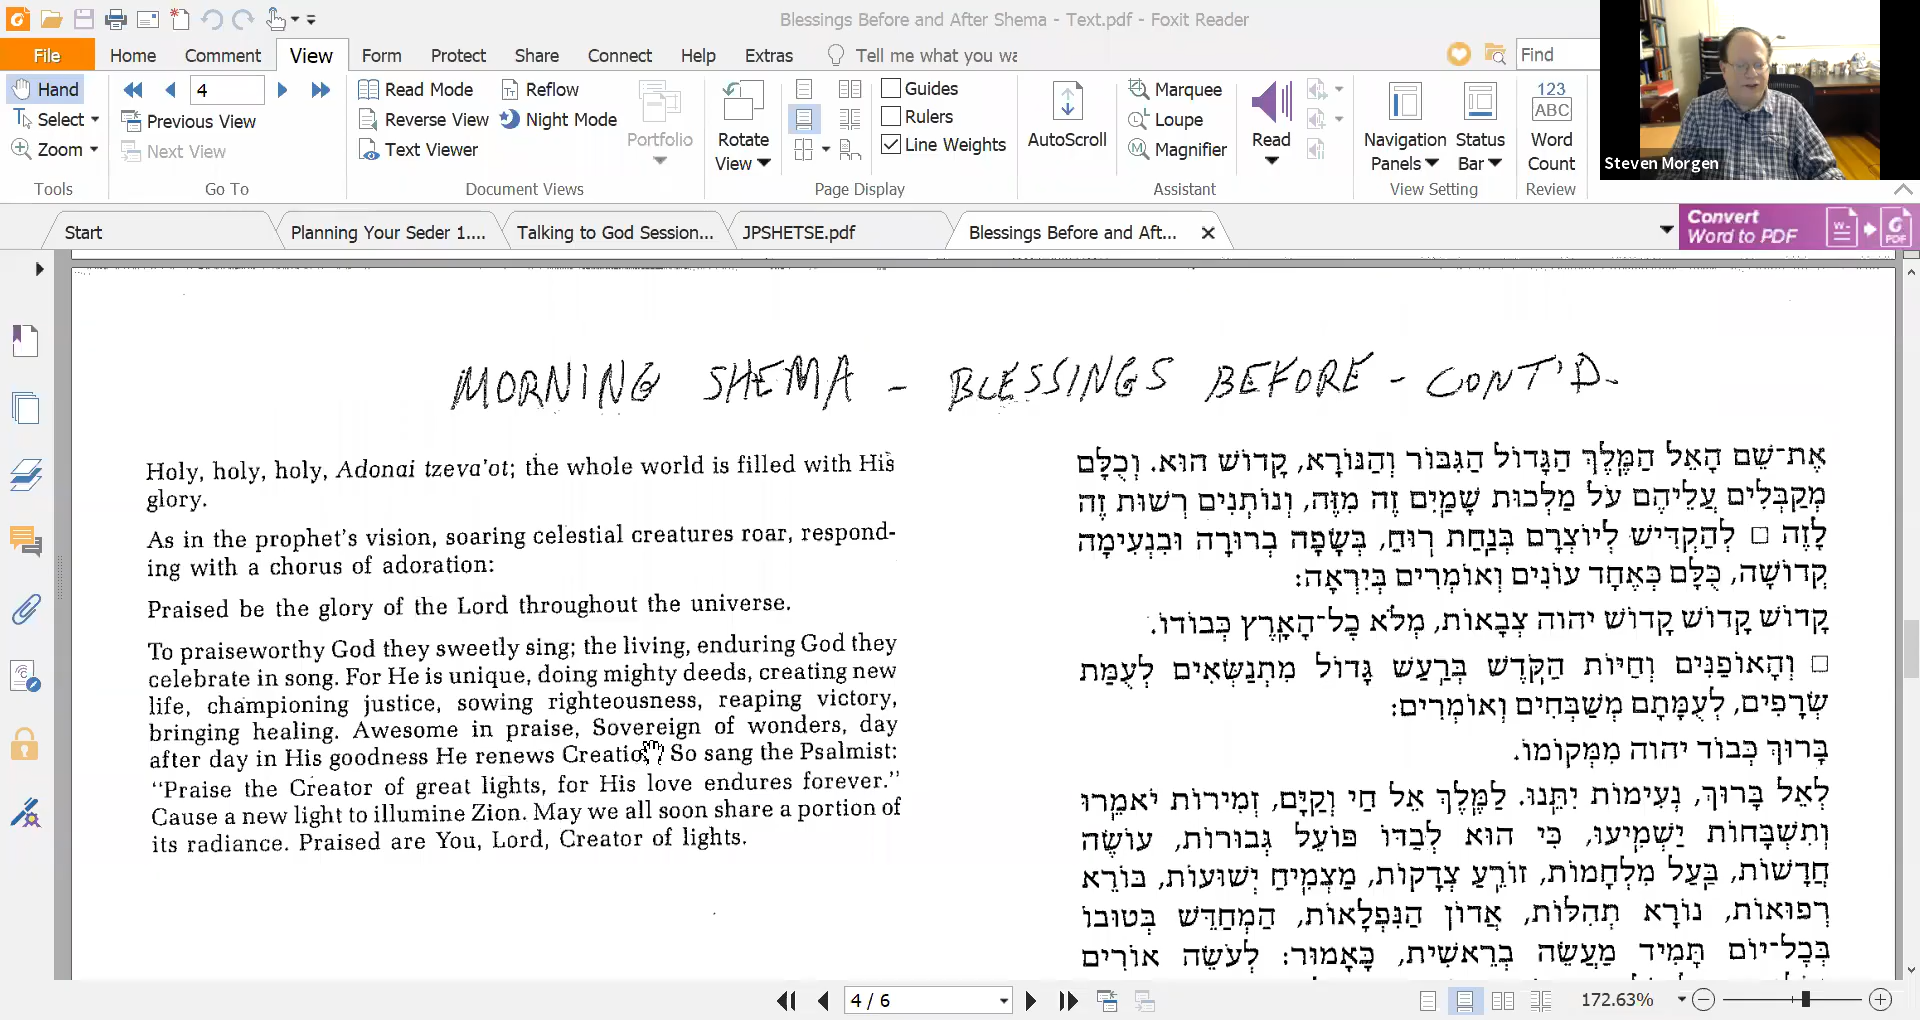 Blessings Before and After Shema - Text.pdf - Foxit Reader
File Home Comment View Form Protect Share Connect Help Extras Tell me what you wa Find
Hand
Select
Zoom
Tools
4
Previous View
Next View
Go To
Read Mode Reflow
Reverse View Night Mode
Text Viewer
Document Views
Portfolio
Rotate
View
Guides
Rulers
Line Weights
Page Display
AutoScroll
Marquee
Loupe
Magnifier
Assistant
Read
Navigation
Panels
Status
Bar
View Setting
123
ABC
Word
Count
Review
Steven Morgen
Start Planning Your Seder 1.... Talking to God Session... JPSHETSE.pdf Blessings Before and Aft...
Convert
Word to PDF
MORNING SHEMA - BLESSINGS BEFORE - CONT'D-
Holy, holy, holy, Adonai tzeva'ot; the whole world is filled with His
glory.
As in the prophet's vision, soaring celestial creatures roar, respond-
ing with a chorus of adoration:
Praised be the glory of the Lord throughout the universe.
To praiseworthy God they sweetly sing; the living, enduring God they
celebrate in song. For He is unique, doing mighty deeds, creating new
life, championing justice, sowing righteousness, reaping victory,
bringing healing. Awesome in praise, Sovereign of wonders, day
after day in His goodness He renews Creation. So sang the Psalmist:
"Praise the Creator of great lights, for His love endures forever."
Cause a new light to illumine Zion. May we all soon share a portion of
its radiance. Praised are You, Lord, Creator of lights.
אֶת־שֵׁם הָאֵל הַמֶּֽלֶךְ הַגָּדוֹל הַגִּבּוֹר וְהַנּוֹרָא, קָדוֹשׁ הוּא. וְכֻלָּם
מְקַבְּלִים עֲלֵיהֶם עֹל מַלְכוּת שָׁמַֽיִם זֶה מִזֶּה, וְנוֹתְנִים רְשׁוּת זֶה
לָזֶה □ לְהַקְדִּישׁ לְיוֹצְרָם בְּנַֽחַת רֽוּחַ, בְּשָׂפָה בְרוּרָה וּבִנְעִימָה
קְדוֹשָׁה, כֻּלָּם כְּאֶחָד עוֹנִים וְאוֹמְרִים בְּיִרְאָה:
קָדוֹשׁ קָדוֹשׁ קָדוֹשׁ יהוה צְבָאוֹת, מְלֹא כָל־הָאָֽרֶץ כְּבוֹדוֹ.
□ וְהָאוֹפַנִּים וְחַיּוֹת הַקֹּֽדֶשׁ בְּרַֽעַשׁ גָּדוֹל מִתְנַשְּׂאִים לְעֻמַּת
שְׂרָפִים, לְעֻמָּתָם מְשַׁבְּחִים וְאוֹמְרִים:
בָּרוּךְ כְּבוֹד יהוה מִמְּקוֹמוֹ.
לְאֵל בָּרוּךְ, נְעִימוֹת יִתֵּֽנוּ. לַמֶּֽלֶךְ אֵל חַי וְקַיָּם, זְמִירוֹת יֹאמֵֽרוּ
וְתִשְׁבָּחוֹת יַשְׁמִֽיעוּ, כִּי הוּא לְבַדּוֹ פּוֹעֵל גְּבוּרוֹת, עוֹשֶׂה
חֲדָשׁוֹת, בַּֽעַל מִלְחָמוֹת, זוֹרֵֽעַ צְדָקוֹת, מַצְמִֽיחַ יְשׁוּעוֹת, בּוֹרֵא
רְפוּאוֹת, נוֹרָא תְהִלּוֹת, אֲדוֹן הַנִּפְלָאוֹת, הַמְחַדֵּשׁ בְּטוּבוֹ
בְּכָל־יוֹם תָּמִיד מַעֲשֵׂה בְרֵאשִׁית, כָּאָמוּר: לְעֹשֵׂה אוֹרִים
4 / 6 172.63%